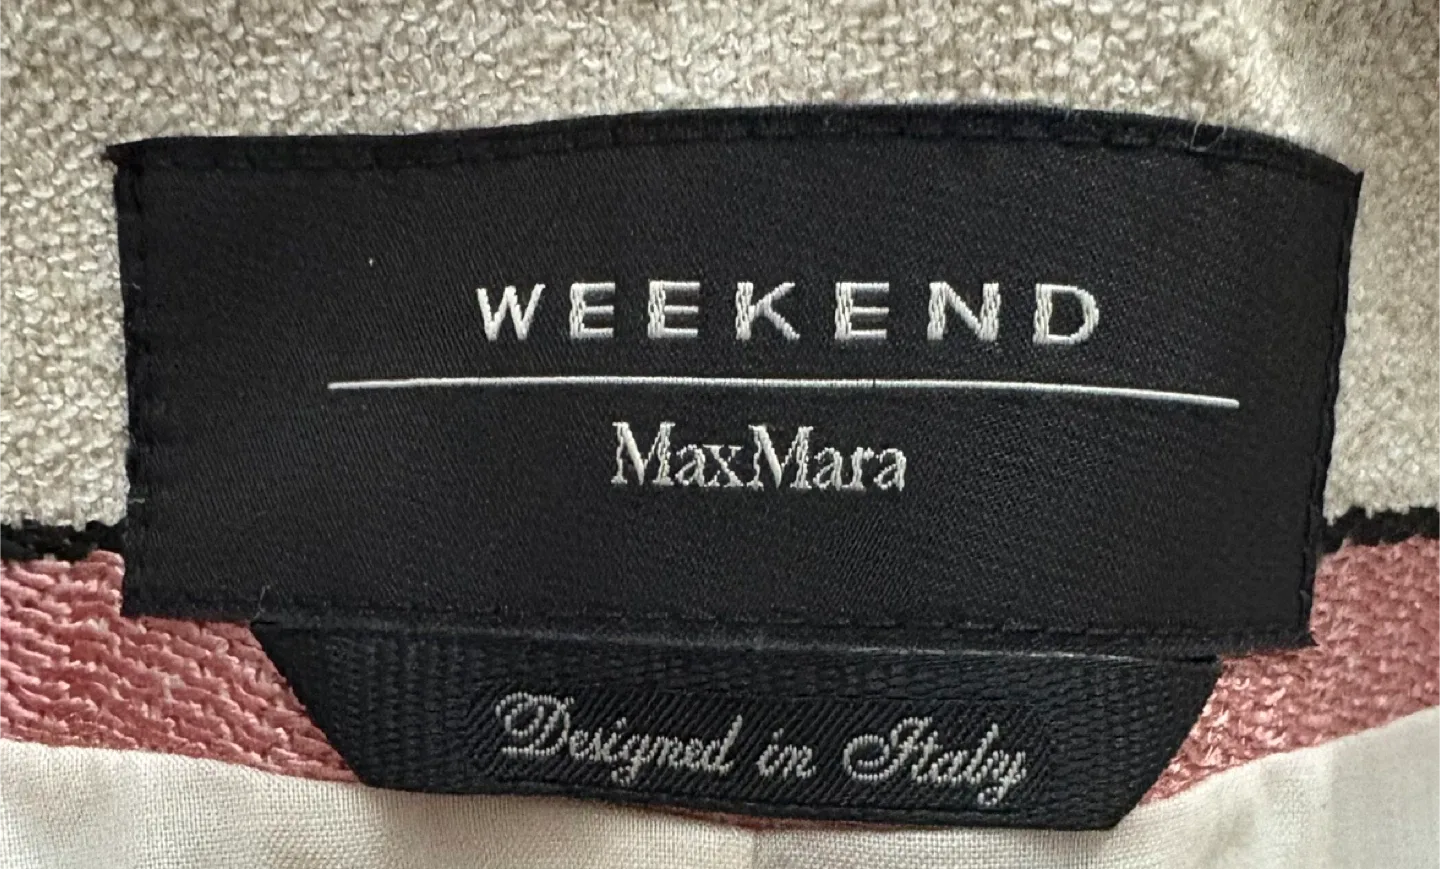 WEEKEND
MaxMara
Designed in Italy